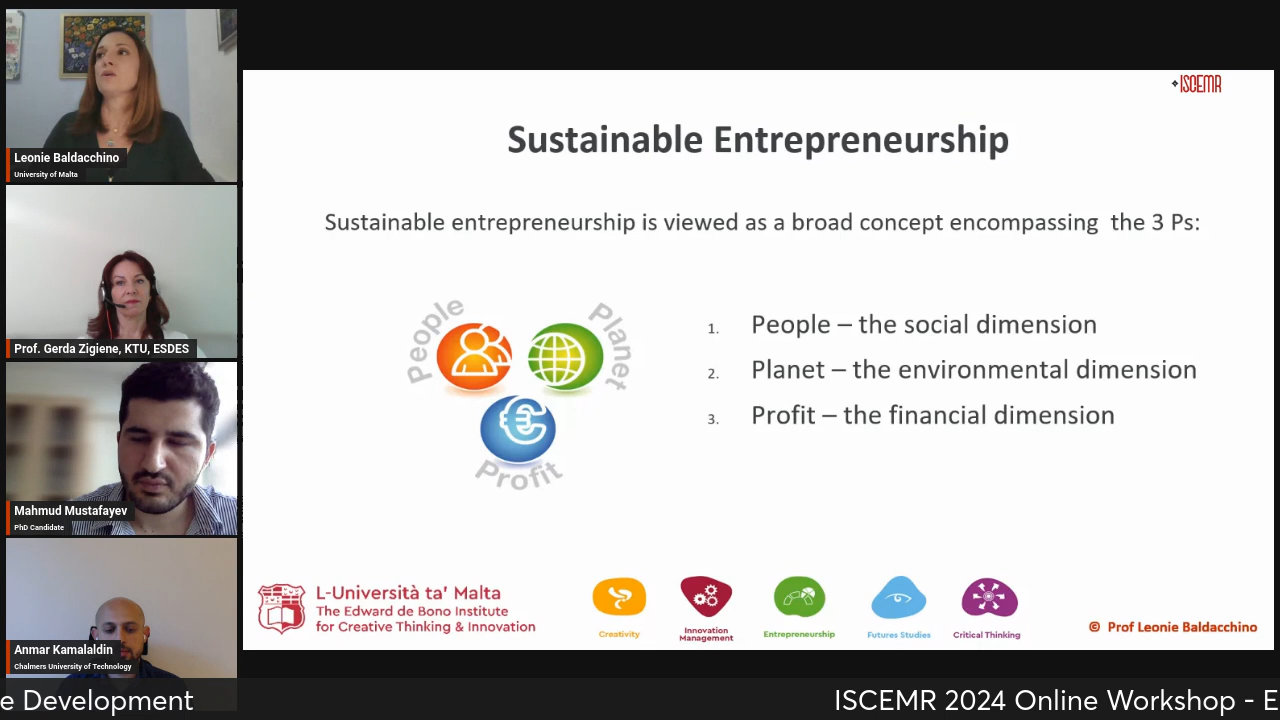 Leonie Baldacchino
University of Malta
Prof. Gerda Zigiene, KTU, ESDES
Mahmud Mustafayev
PhD Candidate
Anmar Kamalaldin
Chalmers University of Technology
ISCEMR
Sustainable Entrepreneurship
Sustainable entrepreneurship is viewed as a broad concept encompassing the 3 Ps:
People
Planet
Profit
1. People – the social dimension
2. Planet – the environmental dimension
3. Profit – the financial dimension
L-Università ta' Malta
The Edward de Bono Institute
for Creative Thinking & Innovation
Creativity
Innovation
Management
Entrepreneurship
Futures Studies
Critical Thinking
© Prof Leonie Baldacchino
e Development ISCEMR 2024 Online Workshop - E